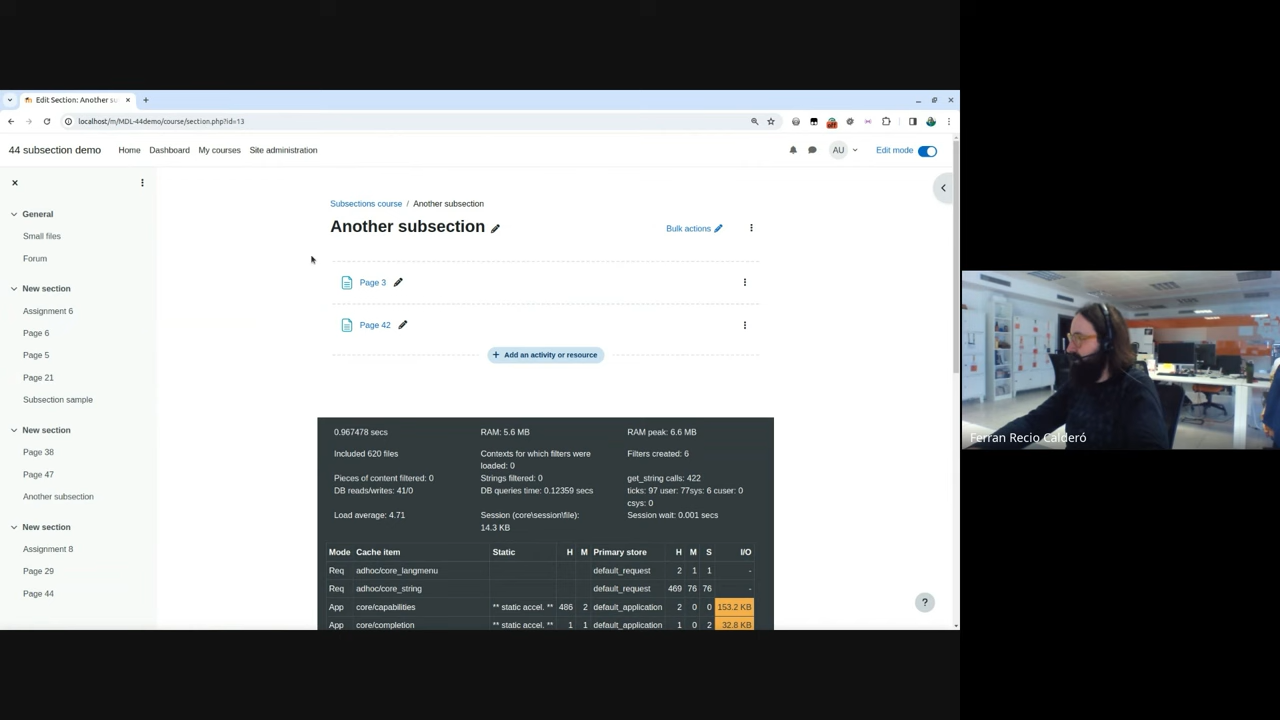 Edit Section: Another su
localhost/m/MDL-44demo/course/section.php?id=13
44 subsection demo
Home
Dashboard
My courses
Site administration
AU
Edit mode
General
Small files
Forum
New section
Assignment 6
Page 6
Page 5
Page 21
Subsection sample
New section
Page 38
Page 47
Another subsection
New section
Assignment 8
Page 29
Page 44
Subsections course / Another subsection
Another subsection
Bulk actions
Page 3
Page 42
+ Add an activity or resource
0.967478 secs
RAM: 5.6 MB
RAM peak: 6.6 MB
Included 620 files
Contexts for which filters were
loaded: 0
Filters created: 6
Pieces of content filtered: 0
Strings filtered: 0
get_string calls: 422
DB reads/writes: 41/0
DB queries time: 0.12359 secs
ticks: 97 user: 77sys: 6 cuser: 0
csys: 0
Load average: 4.71
Session (core\session\file):
14.3 KB
Session wait: 0.001 secs
Mode Cache item Static H M Primary store H M S I/O
Req adhoc/core_langmenu default_request 2 1 1 -
Req adhoc/core_string default_request 469 76 76 -
App core/capabilities ** static accel. ** 486 2 default_application 2 0 0 153.2 KB
App core/completion ** static accel. ** 1 1 default_application 1 0 2 32.8 KB
?
Ferran Recio Calderó